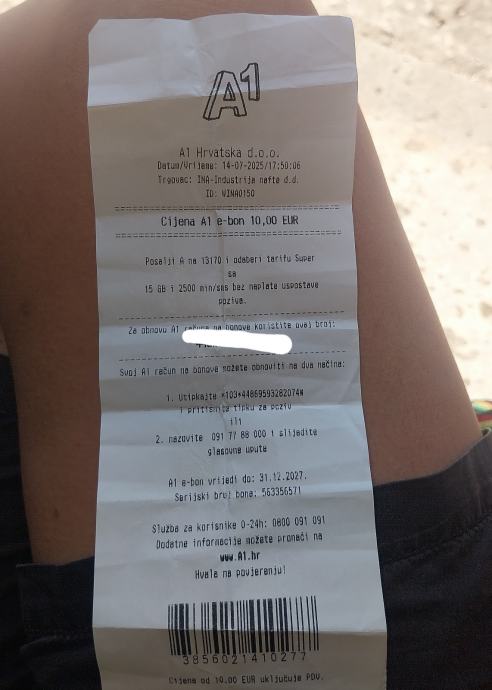 A1
A1 Hrvatska d.o.o.
Datum/Vrijeme: 14-07-2025/17:50:06
Trgovac: INA-Industrija nafte d.d.
ID: WINA0150
Cijena A1 e-bon 10,00 EUR
Posalji A na 13170 i odaberi tarifu Super
sa
15 GB i 2500 min/sms bez naplate uspostave
poziva.
Za obnovu A1 računa na bonove koristite ovaj broj:
Svoj A1 račun na bonove možete obnoviti na dva načina:
1. Utipkajte
i pritisnite tipku za poziv
ili
2. nazovite 091 77 88 000 i slijedite
glasovne upute
A1 e-bon vrijedi do: 31.12.2027.
Serijski broj bona: 563356571
Služba za korisnike 0-24h: 0800 091 091
Dodatne informacije možete pronaći na
www.A1.hr
Hvala na povjerenju!
3856021410277
Cijena od 10.00 EUR uključuje PDV.